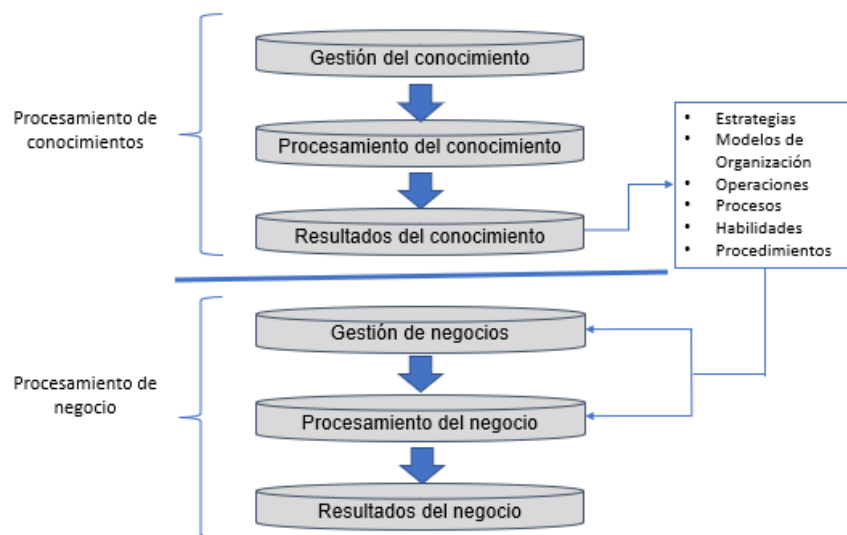 Gestión del conocimiento
Procesamiento de
conocimientos
Procesamiento del conocimiento
Resultados del conocimiento
• Estrategias
• Modelos de
Organización
• Operaciones
• Procesos
• Habilidades
• Procedimientos
Gestión de negocios
Procesamiento de
negocio
Procesamiento del negocio
Resultados del negocio